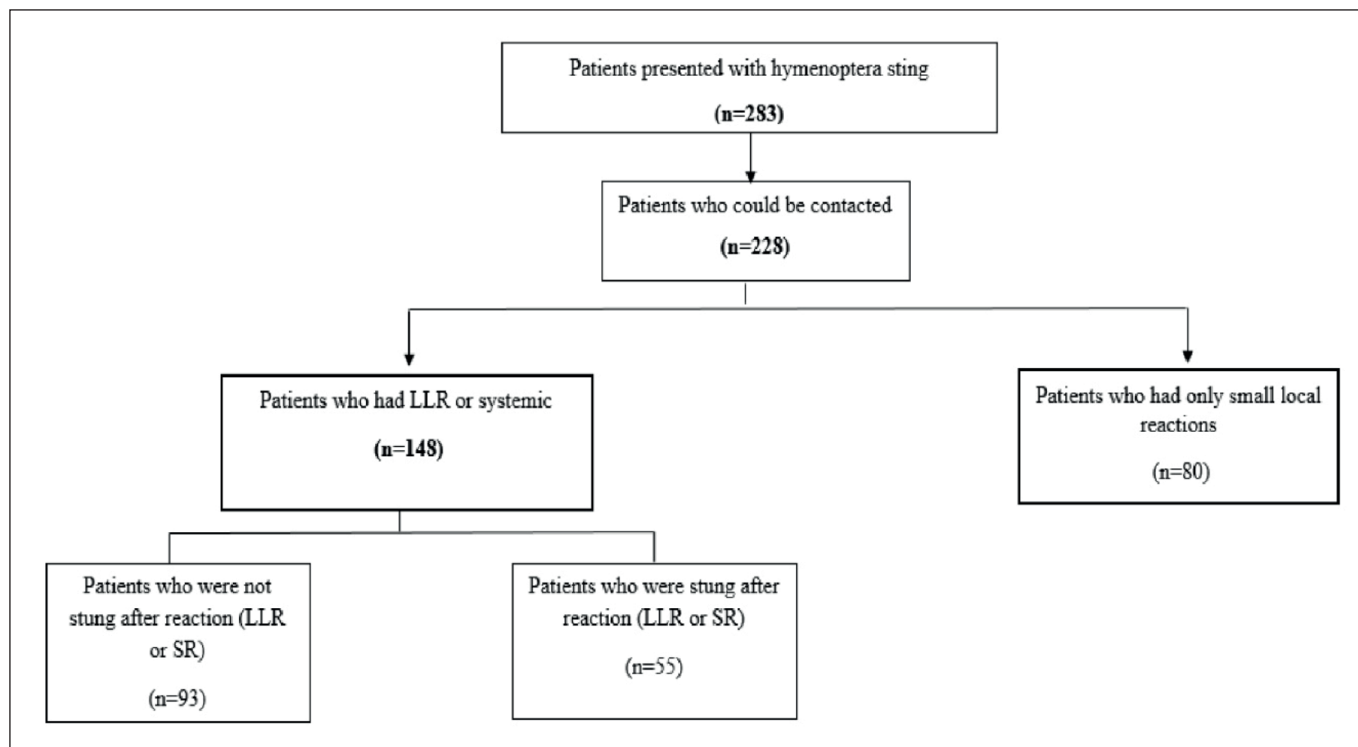 Patients presented with hymenoptera sting
(n=283)
Patients who could be contacted
(n=228)
Patients who had LLR or systemic
(n=148)
Patients who had only small local
reactions
(n=80)
Patients who were not
stung after reaction (LLR
or SR)
(n=93)
Patients who were stung after
reaction (LLR or SR)
(n=55)